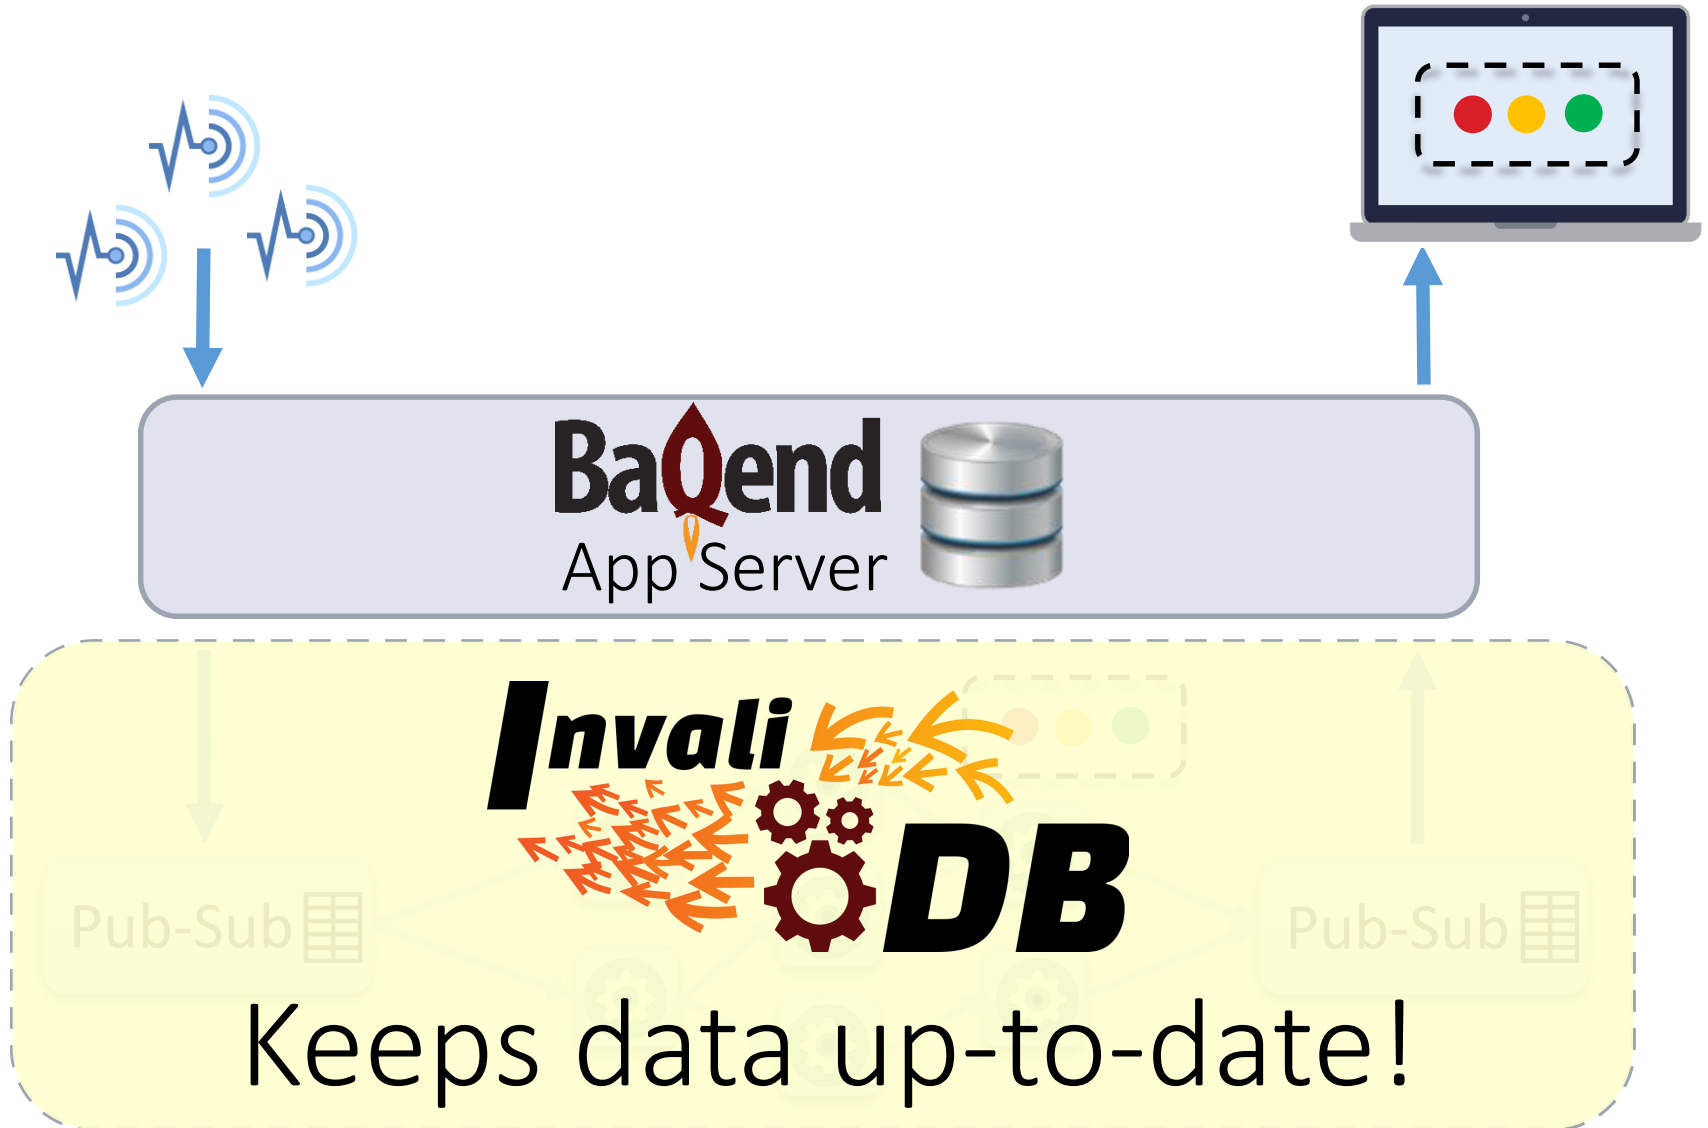 BaQend
App Server
Invali
DB
Pub-Sub
Pub-Sub
Keeps data up-to-date!